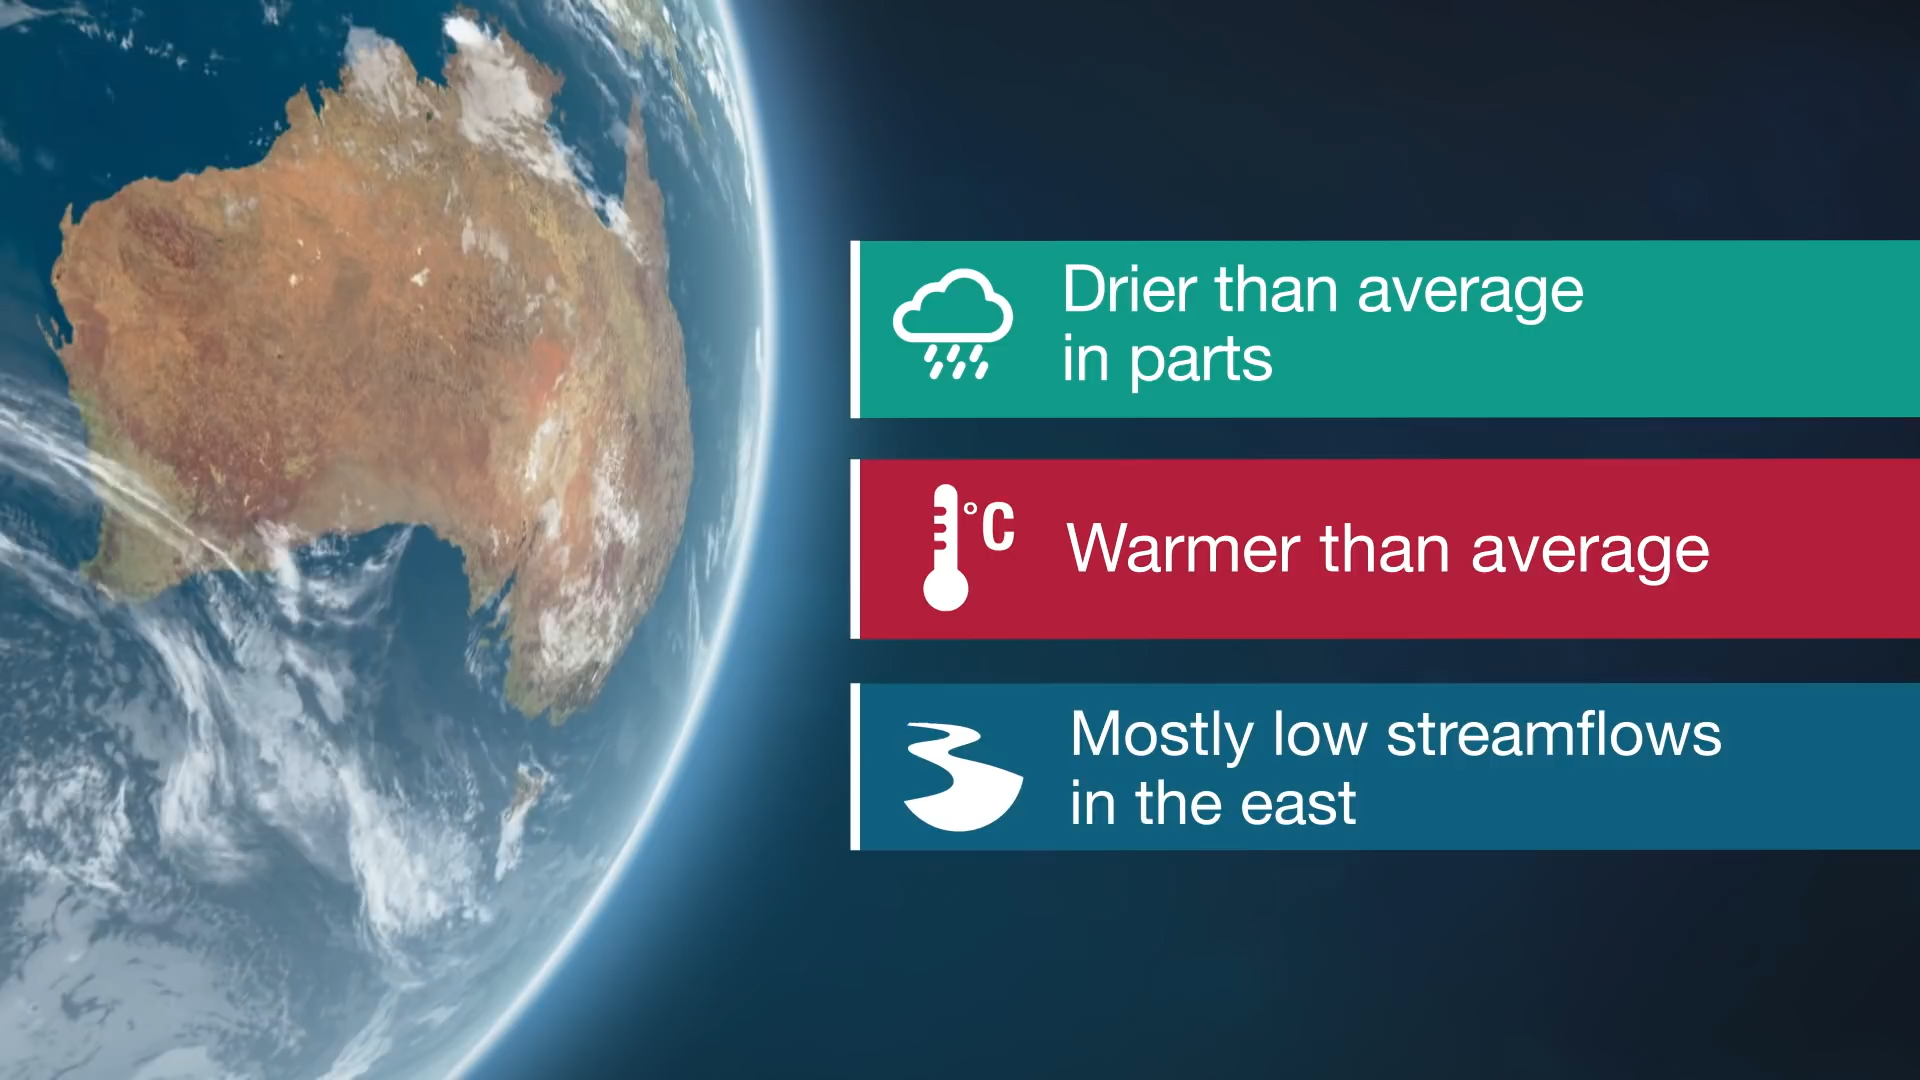 Drier than average
in parts
°C
Warmer than average
Mostly low streamflows
in the east